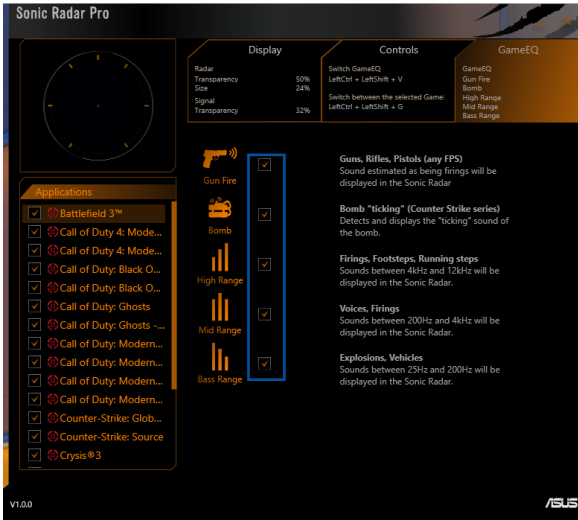 Sonic Radar Pro
Display
Radar
Transparency 50%
Size 24%
Signal
Transparency 32%
Controls
Switch GameEQ
LeftCtrl + LeftShift + V
Switch between the selected Game
LeftCtrl + LeftShift + G
GameEQ
GameEQ
Gun Fire
Bomb
High Range
Mid Range
Bass Range
Applications
Battlefield 3™
Call of Duty 4: Mode...
Call of Duty 4: Mode...
Call of Duty: Black O...
Call of Duty: Black O...
Call of Duty: Ghosts
Call of Duty: Ghosts -...
Call of Duty: Modern...
Call of Duty: Modern...
Call of Duty: Modern...
Call of Duty: Modern...
Counter-Strike: Glob...
Counter-Strike: Source
Crysis®3
Gun Fire
Guns, Rifles, Pistols (any FPS)
Sound estimated as being firings will be
displayed in the Sonic Radar
Bomb
Bomb "ticking" (Counter Strike series)
Detects and displays the "ticking" sound of
the bomb.
High Range
Firings, Footsteps, Running steps
Sounds between 4kHz and 12kHz will be
displayed in the Sonic Radar.
Mid Range
Voices, Firings
Sounds between 200Hz and 4kHz will be
displayed in the Sonic Radar.
Bass Range
Explosions, Vehicles
Sounds between 25Hz and 200Hz will be
displayed in the Sonic Radar.
V1.0.0
ASUS